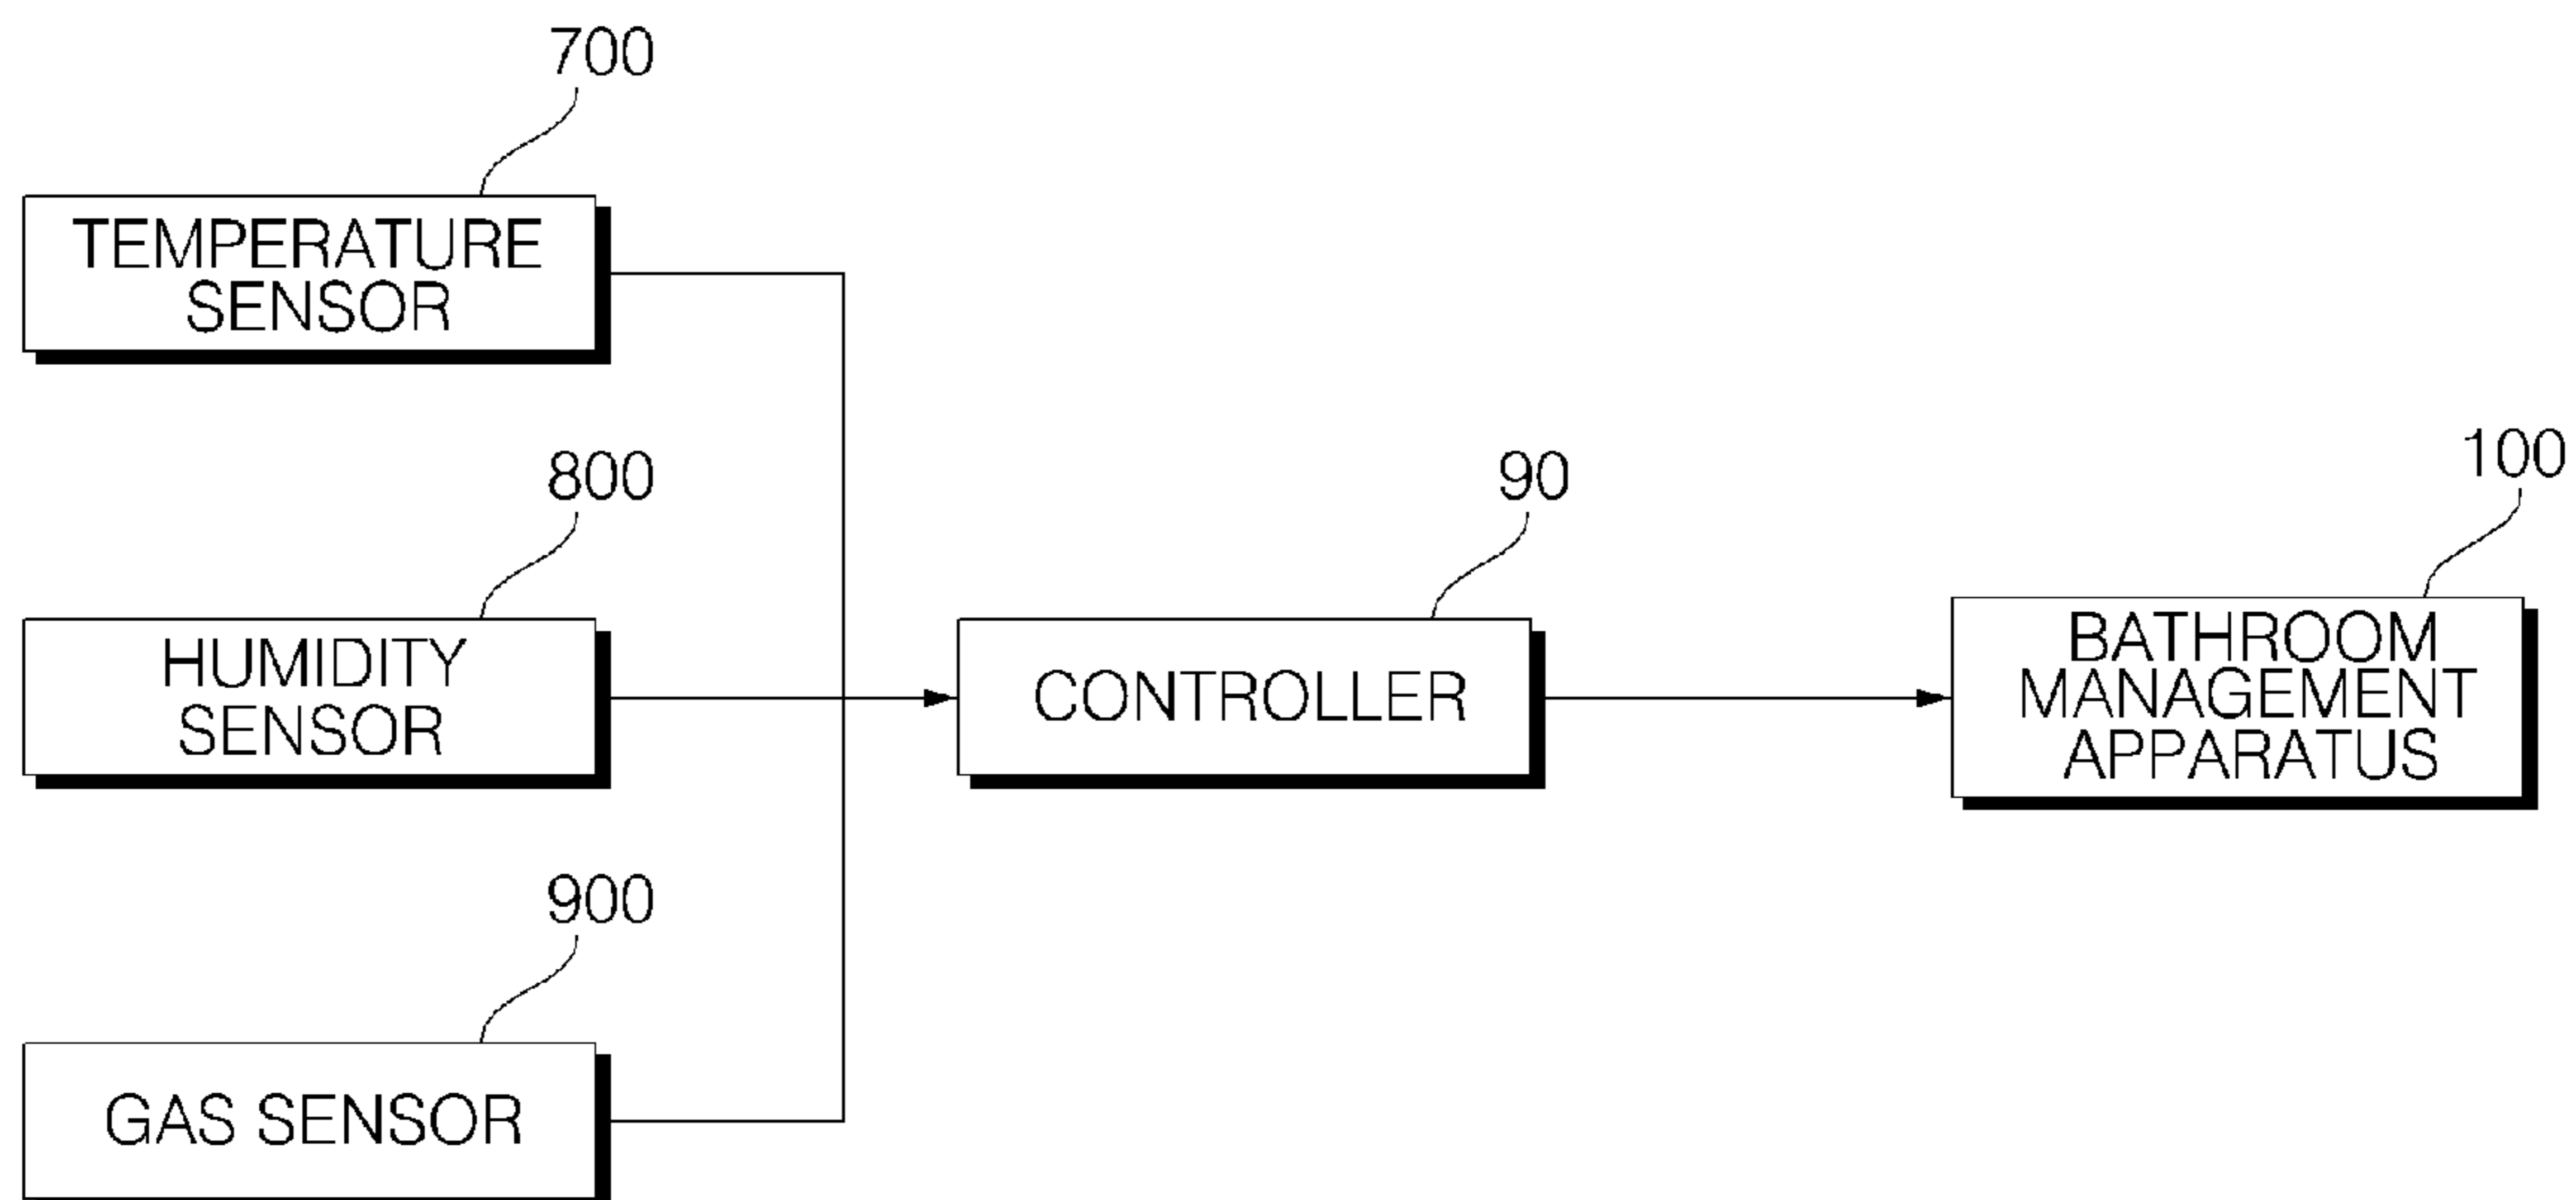 700
TEMPERATURE
SENSOR
800
HUMIDITY
SENSOR
900
GAS SENSOR
90
CONTROLLER
100
BATHROOM
MANAGEMENT
APPARATUS